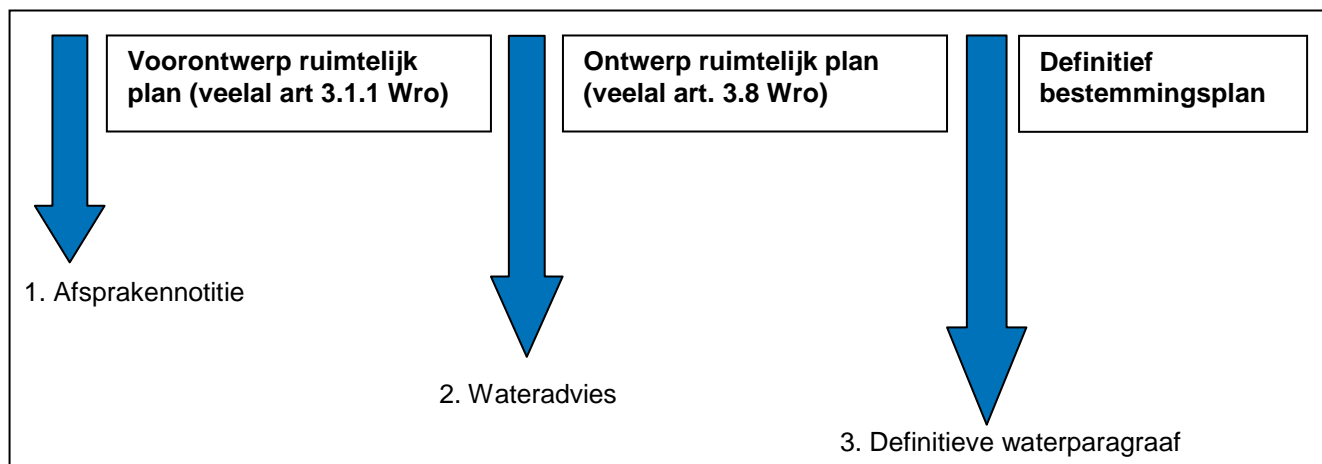 Voorontwerp ruimtelijk
plan (veelal art 3.1.1 Wro)
Ontwerp ruimtelijk plan
(veelal art. 3.8 Wro)
Definitief
bestemmingsplan
1. Afsprakennotitie
2. Wateradvies
3. Definitieve waterparagraaf